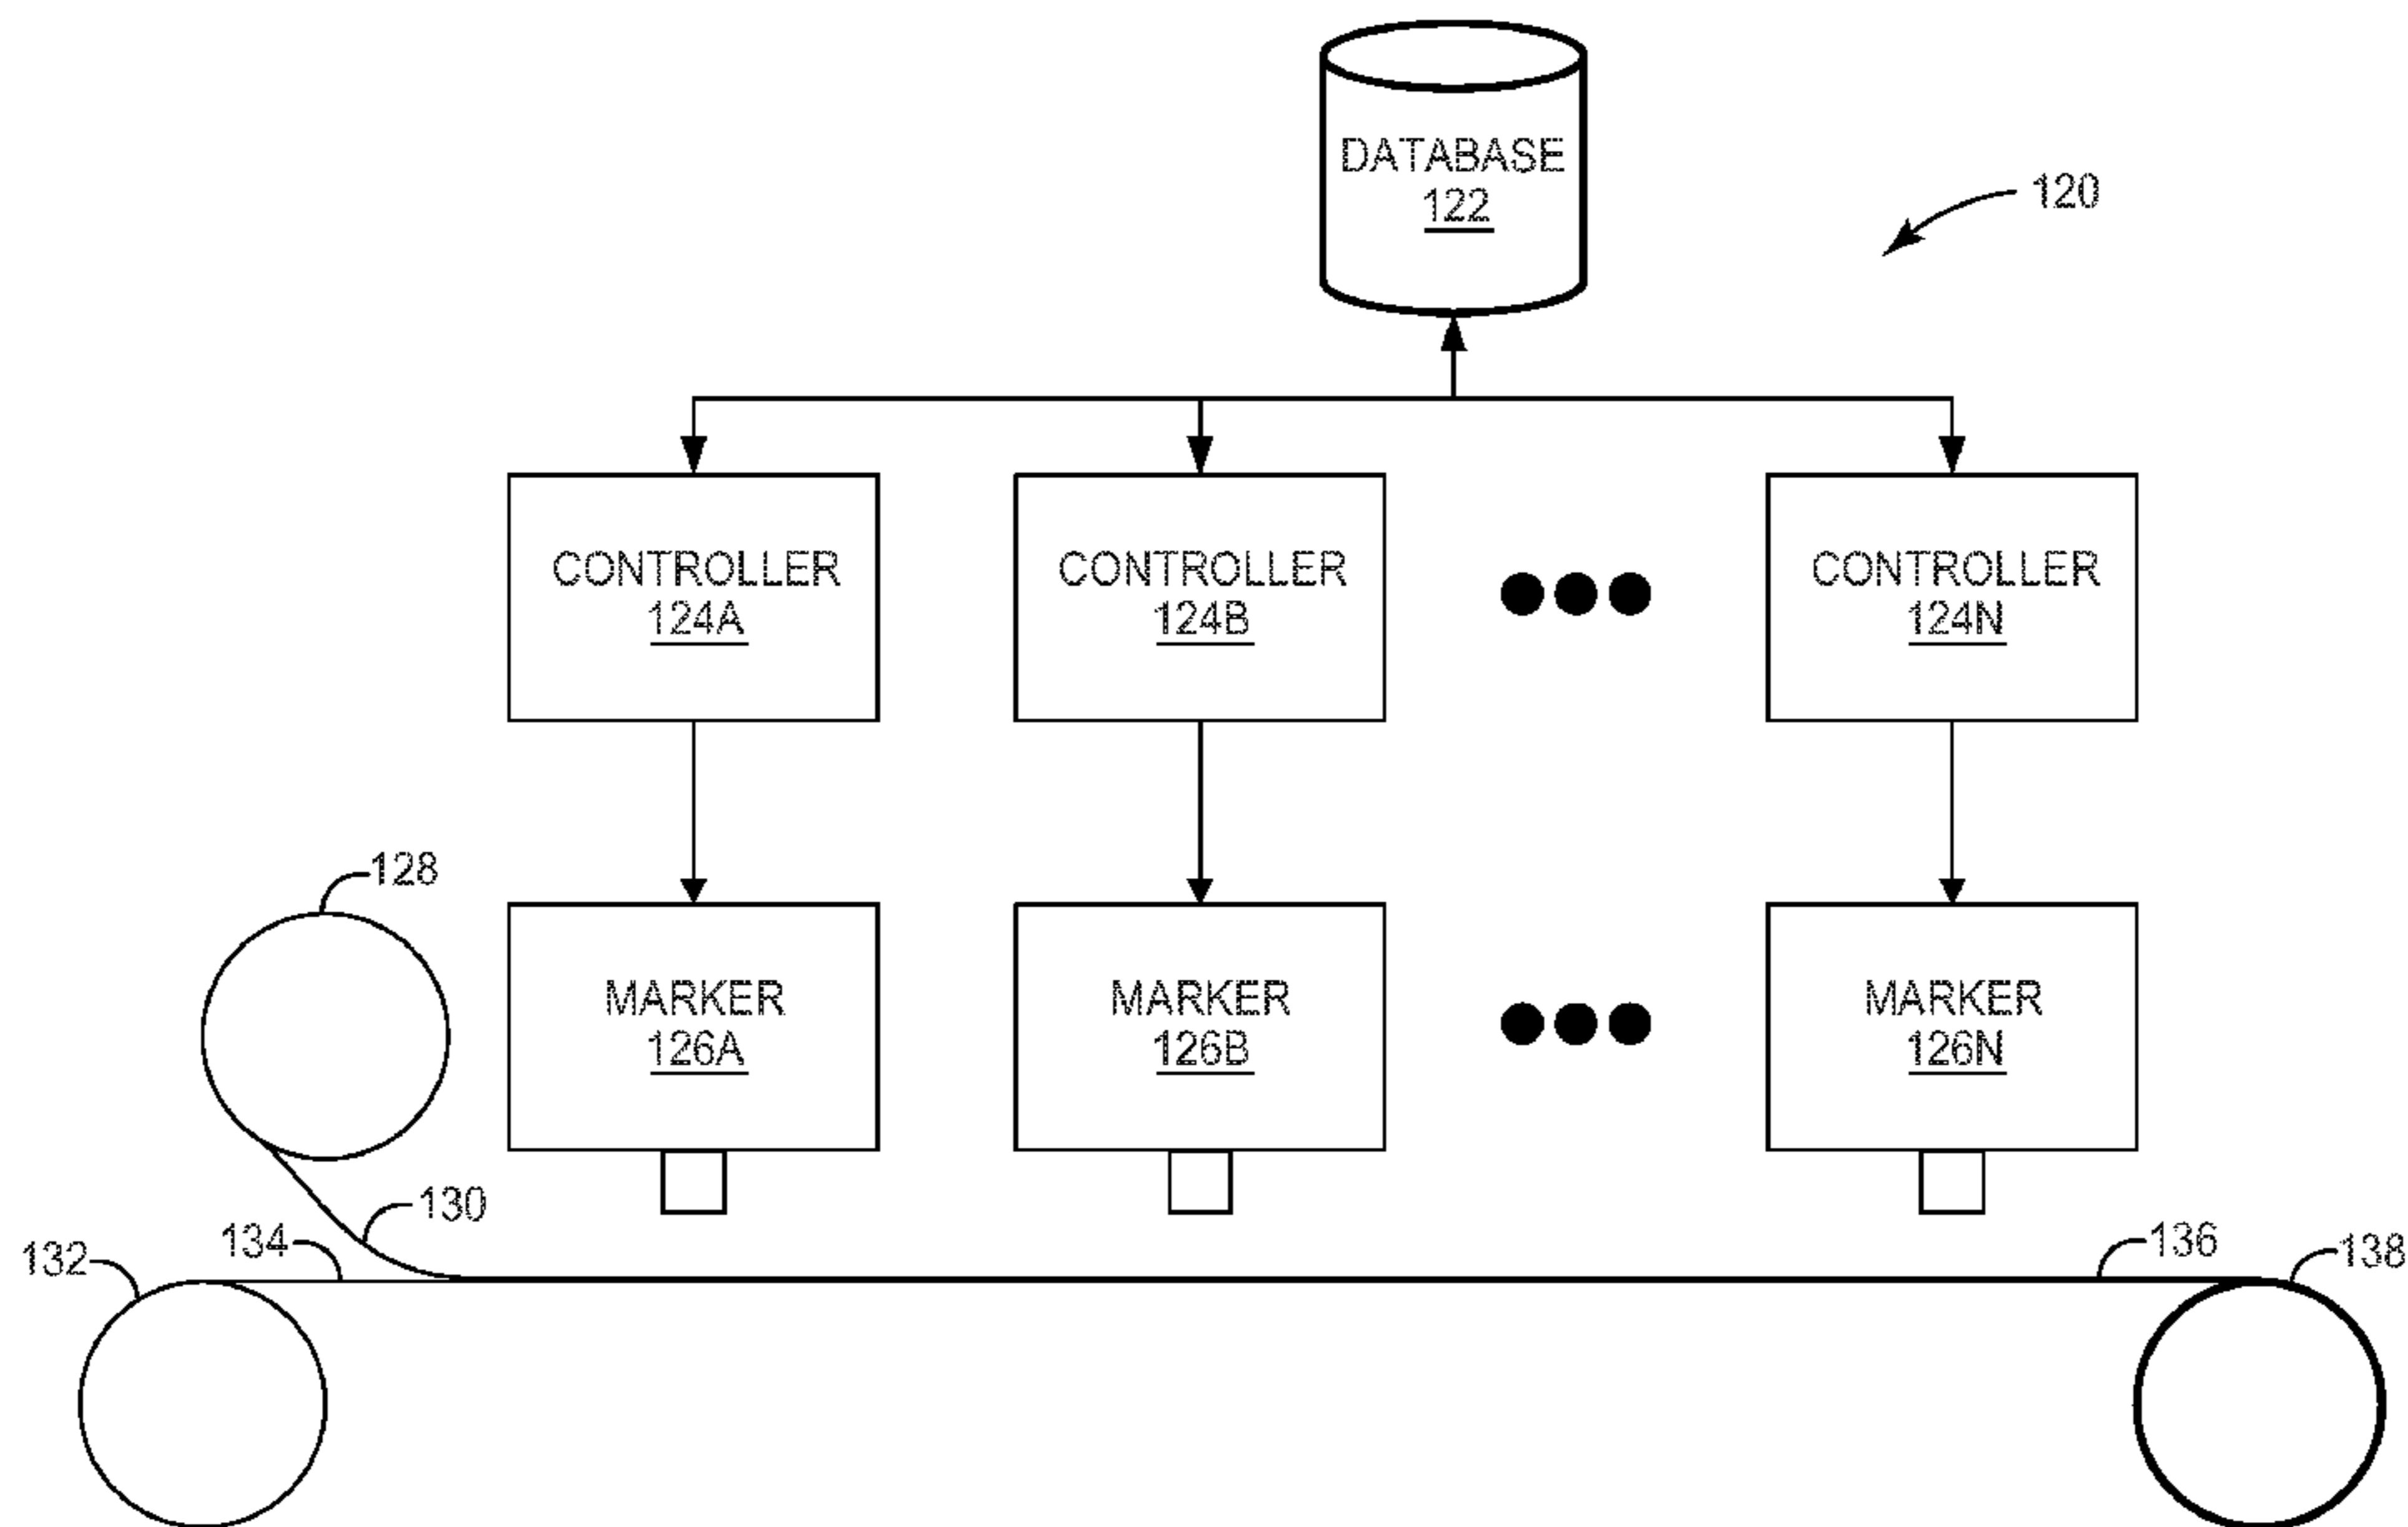 DATABASE
122
120
CONTROLLER
124A
CONTROLLER
124B
CONTROLLER
124N
128
MARKER
126A
MARKER
126B
MARKER
126N
130
134
132
136
138